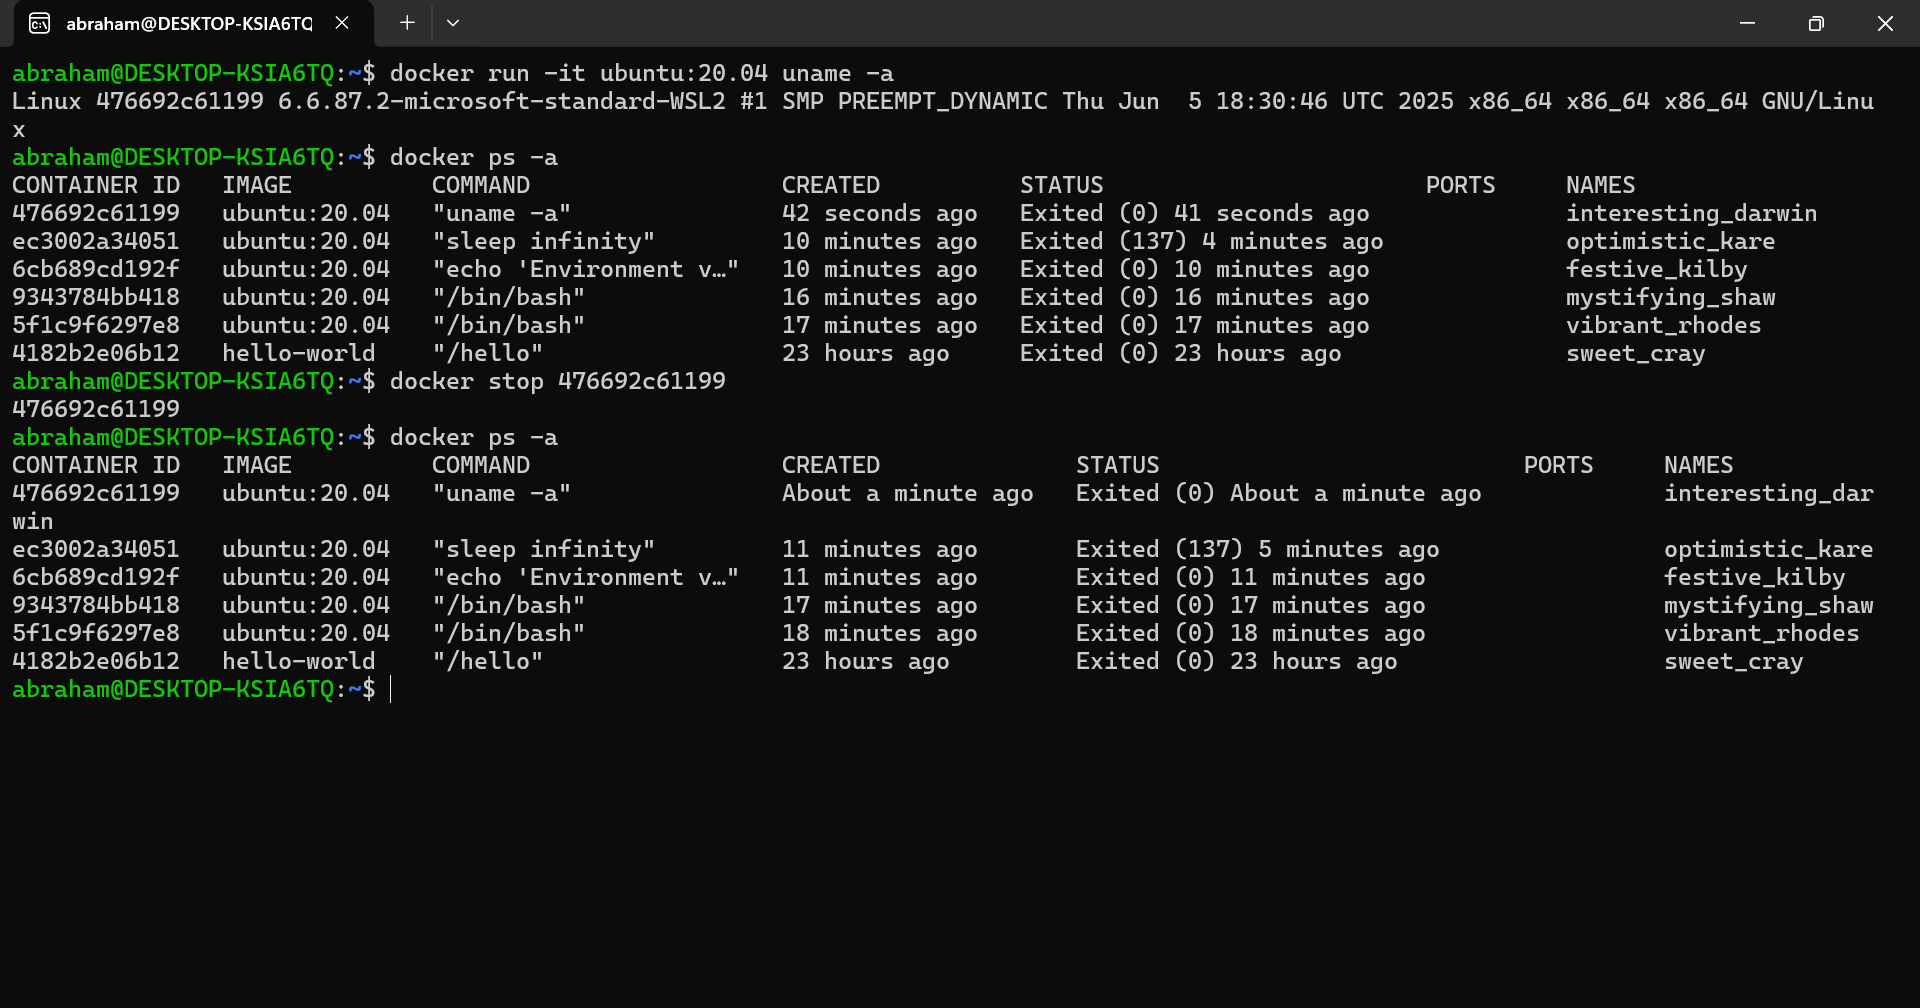 abraham@DESKTOP-KSIA6TQ
abraham@DESKTOP-KSIA6TQ:~$ docker run -it ubuntu:20.04 uname -a
Linux 476692c61199 6.6.87.2-microsoft-standard-WSL2 #1 SMP PREEMPT_DYNAMIC Thu Jun  5 18:30:46 UTC 2025 x86_64 x86_64 x86_64 GNU/Linu
x
abraham@DESKTOP-KSIA6TQ:~$ docker ps -a
CONTAINER ID   IMAGE          COMMAND                  CREATED          STATUS                       PORTS     NAMES
476692c61199   ubuntu:20.04   "uname -a"               42 seconds ago   Exited (0) 41 seconds ago              interesting_darwin
ec3002a34051   ubuntu:20.04   "sleep infinity"         10 minutes ago   Exited (137) 4 minutes ago             optimistic_kare
6cb689cd192f   ubuntu:20.04   "echo 'Environment v…"   10 minutes ago   Exited (0) 10 minutes ago              festive_kilby
9343784bb418   ubuntu:20.04   "/bin/bash"              16 minutes ago   Exited (0) 16 minutes ago              mystifying_shaw
5f1c9f6297e8   ubuntu:20.04   "/bin/bash"              17 minutes ago   Exited (0) 17 minutes ago              vibrant_rhodes
4182b2e06b12   hello-world    "/hello"                 23 hours ago     Exited (0) 23 hours ago                sweet_cray
abraham@DESKTOP-KSIA6TQ:~$ docker stop 476692c61199
476692c61199
abraham@DESKTOP-KSIA6TQ:~$ docker ps -a
CONTAINER ID   IMAGE          COMMAND                  CREATED              STATUS                          PORTS     NAMES
476692c61199   ubuntu:20.04   "uname -a"               About a minute ago   Exited (0) About a minute ago             interesting_dar
win
ec3002a34051   ubuntu:20.04   "sleep infinity"         11 minutes ago       Exited (137) 5 minutes ago                optimistic_kare
6cb689cd192f   ubuntu:20.04   "echo 'Environment v…"   11 minutes ago       Exited (0) 11 minutes ago                 festive_kilby
9343784bb418   ubuntu:20.04   "/bin/bash"              17 minutes ago       Exited (0) 17 minutes ago                 mystifying_shaw
5f1c9f6297e8   ubuntu:20.04   "/bin/bash"              18 minutes ago       Exited (0) 18 minutes ago                 vibrant_rhodes
4182b2e06b12   hello-world    "/hello"                 23 hours ago         Exited (0) 23 hours ago                   sweet_cray
abraham@DESKTOP-KSIA6TQ:~$